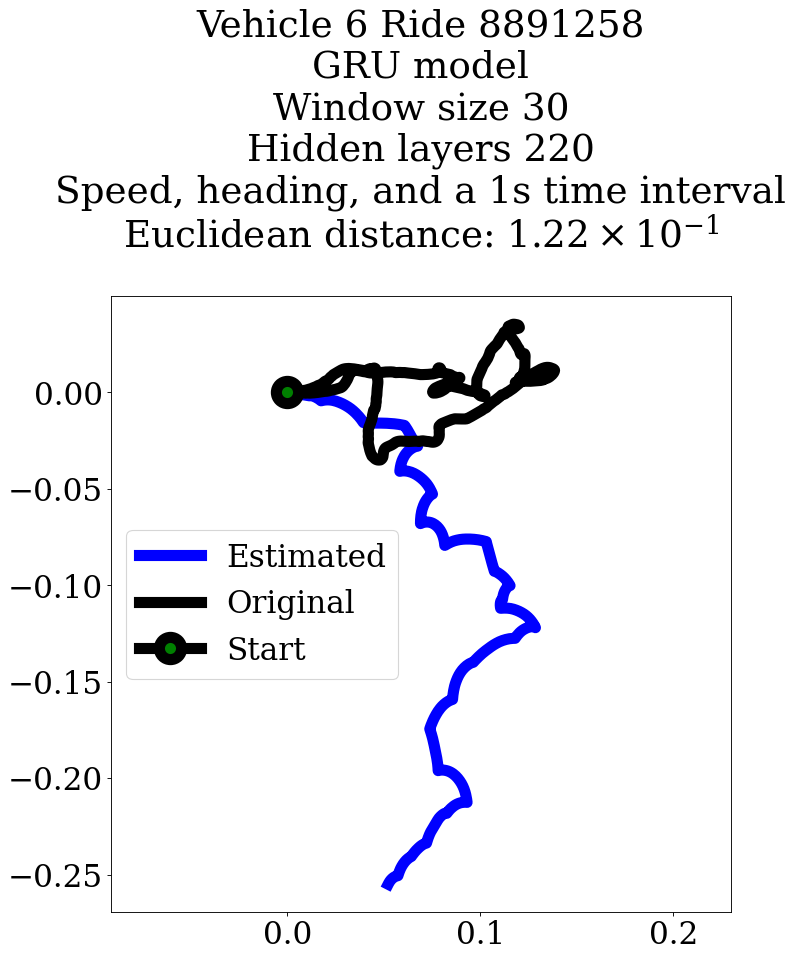 Vehicle 6 Ride 8891258
GRU model
Window size 30
Hidden layers 220
Speed, heading, and a 1s time interval
Euclidean distance: 1.22 × 10⁻¹
0.00
−0.05
−0.10
−0.15
−0.20
−0.25
Estimated
Original
Start
0.0 0.1 0.2